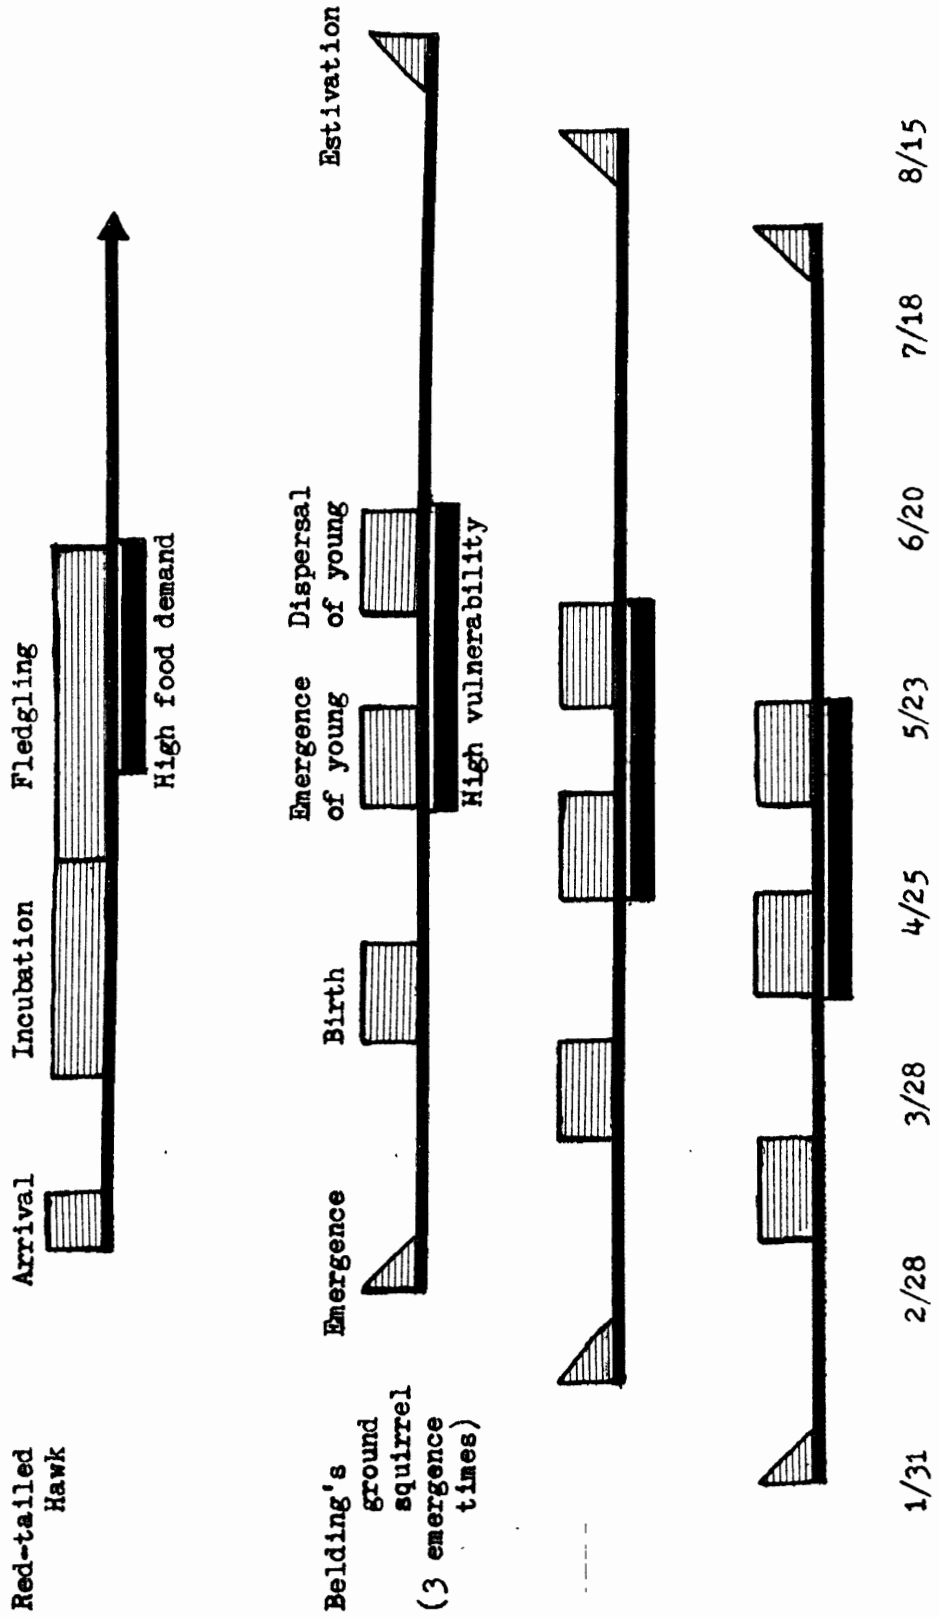 Red-tailed
Hawk
Arrival
Incubation
Fledgling
High food demand
Belding's
ground
squirrel
(3 emergence
times)
Emergence
Birth
Emergence
of young
Dispersal
of young
Estivation
High vulnerability
1/31
2/28
3/28
4/25
5/23
6/20
7/18
8/15